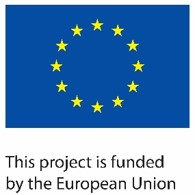 This project is funded
by the European Union